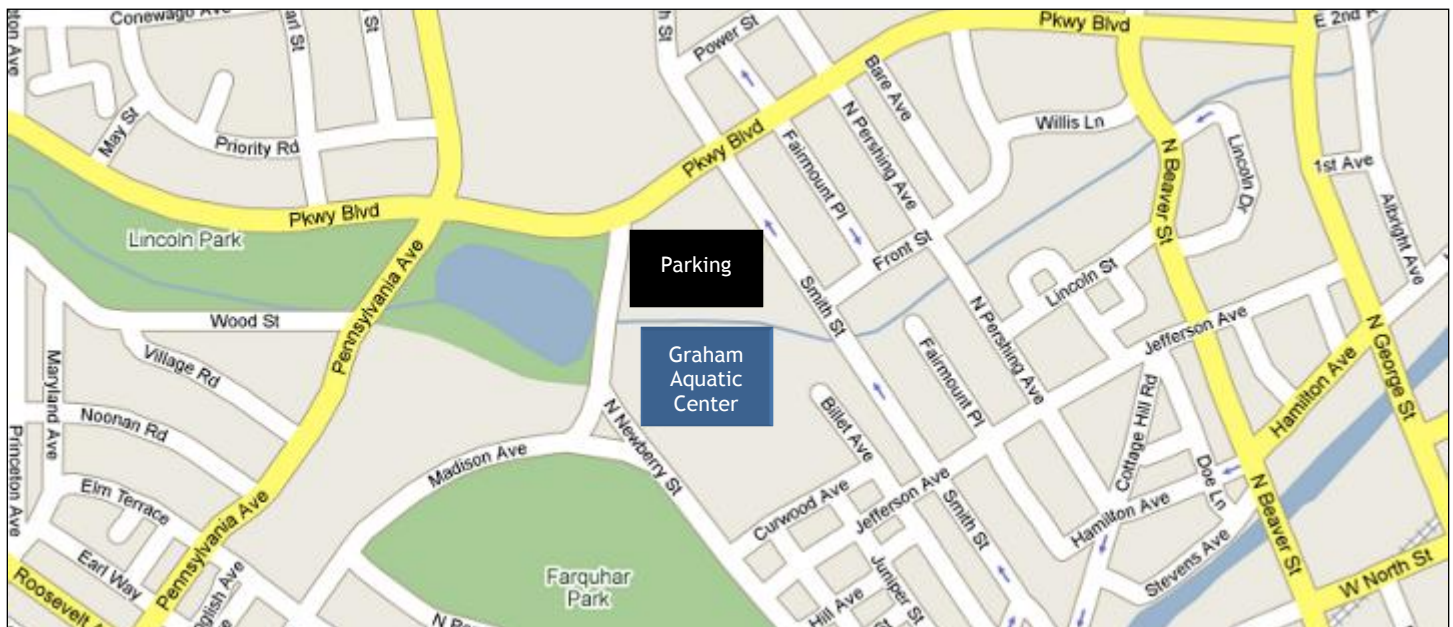 Conewago Ave
Pkwy Blvd
E 2nd
Power St
Bare Ave
May St
Priority Rd
Willis Ln
N Beaver St
Lincoln Dr
1st Ave
Pkwy Blvd
Fairmount Pl
N Pershing Ave
Albright Ave
Pkwy Blvd
Lincoln Park
Pennsylvania Ave
Parking
Front St
Lincoln St
Smith St
Wood St
N Pershing Ave
Jefferson Ave
N George St
Village Rd
Maryland Ave
Graham
Aquatic
Center
Fairmount Pl
Hamilton Ave
Noonan Rd
Princeton Ave
N Newberry St
Billet Ave
Cottage Hill Rd
Madison Ave
Doe Ln
Elm Terrace
Pennsylvania Ave
Curwood Ave
Jefferson Ave
Smith St
Hamilton Ave
N Beaver St
Earl Way
Roosevelt
Farquhar
Park
Juniper St
Stevens Ave
W North St
Hill Ave